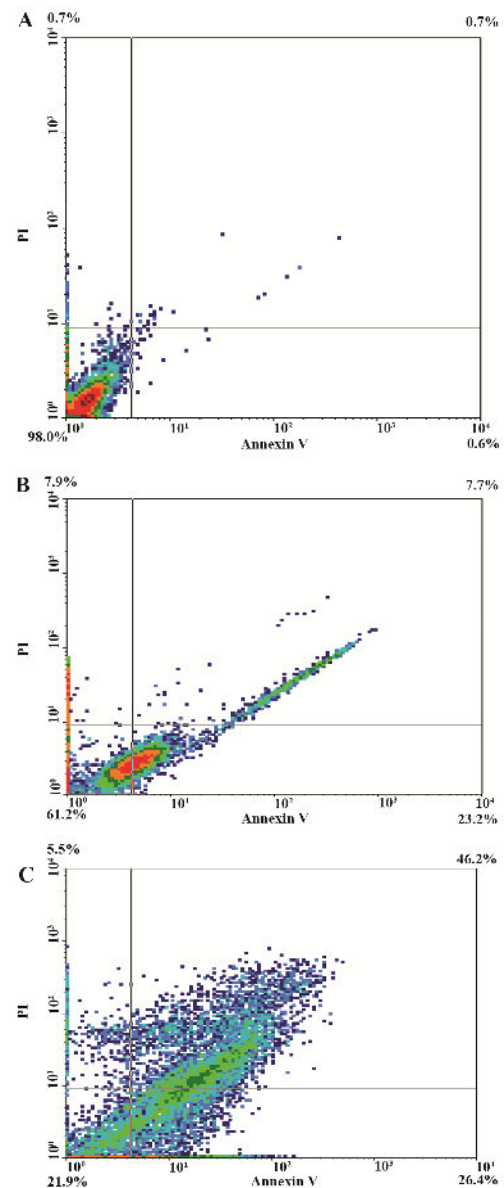 A 0.7% 0.7%
10⁴
10³
10²
10¹
10⁰
PI
10⁰ 10¹ 10² 10³ 10⁴
98.0% Annexin V 0.6%
B 7.9% 7.7%
10⁴
10³
10²
10¹
10⁰
PI
10⁰ 10¹ 10² 10³ 10⁴
61.2% Annexin V 23.2%
C 5.5% 46.2%
10⁴
10³
10²
10¹
10⁰
PI
10⁰ 10¹ 10² 10³ 10⁴
21.9% Annexin V 26.4%